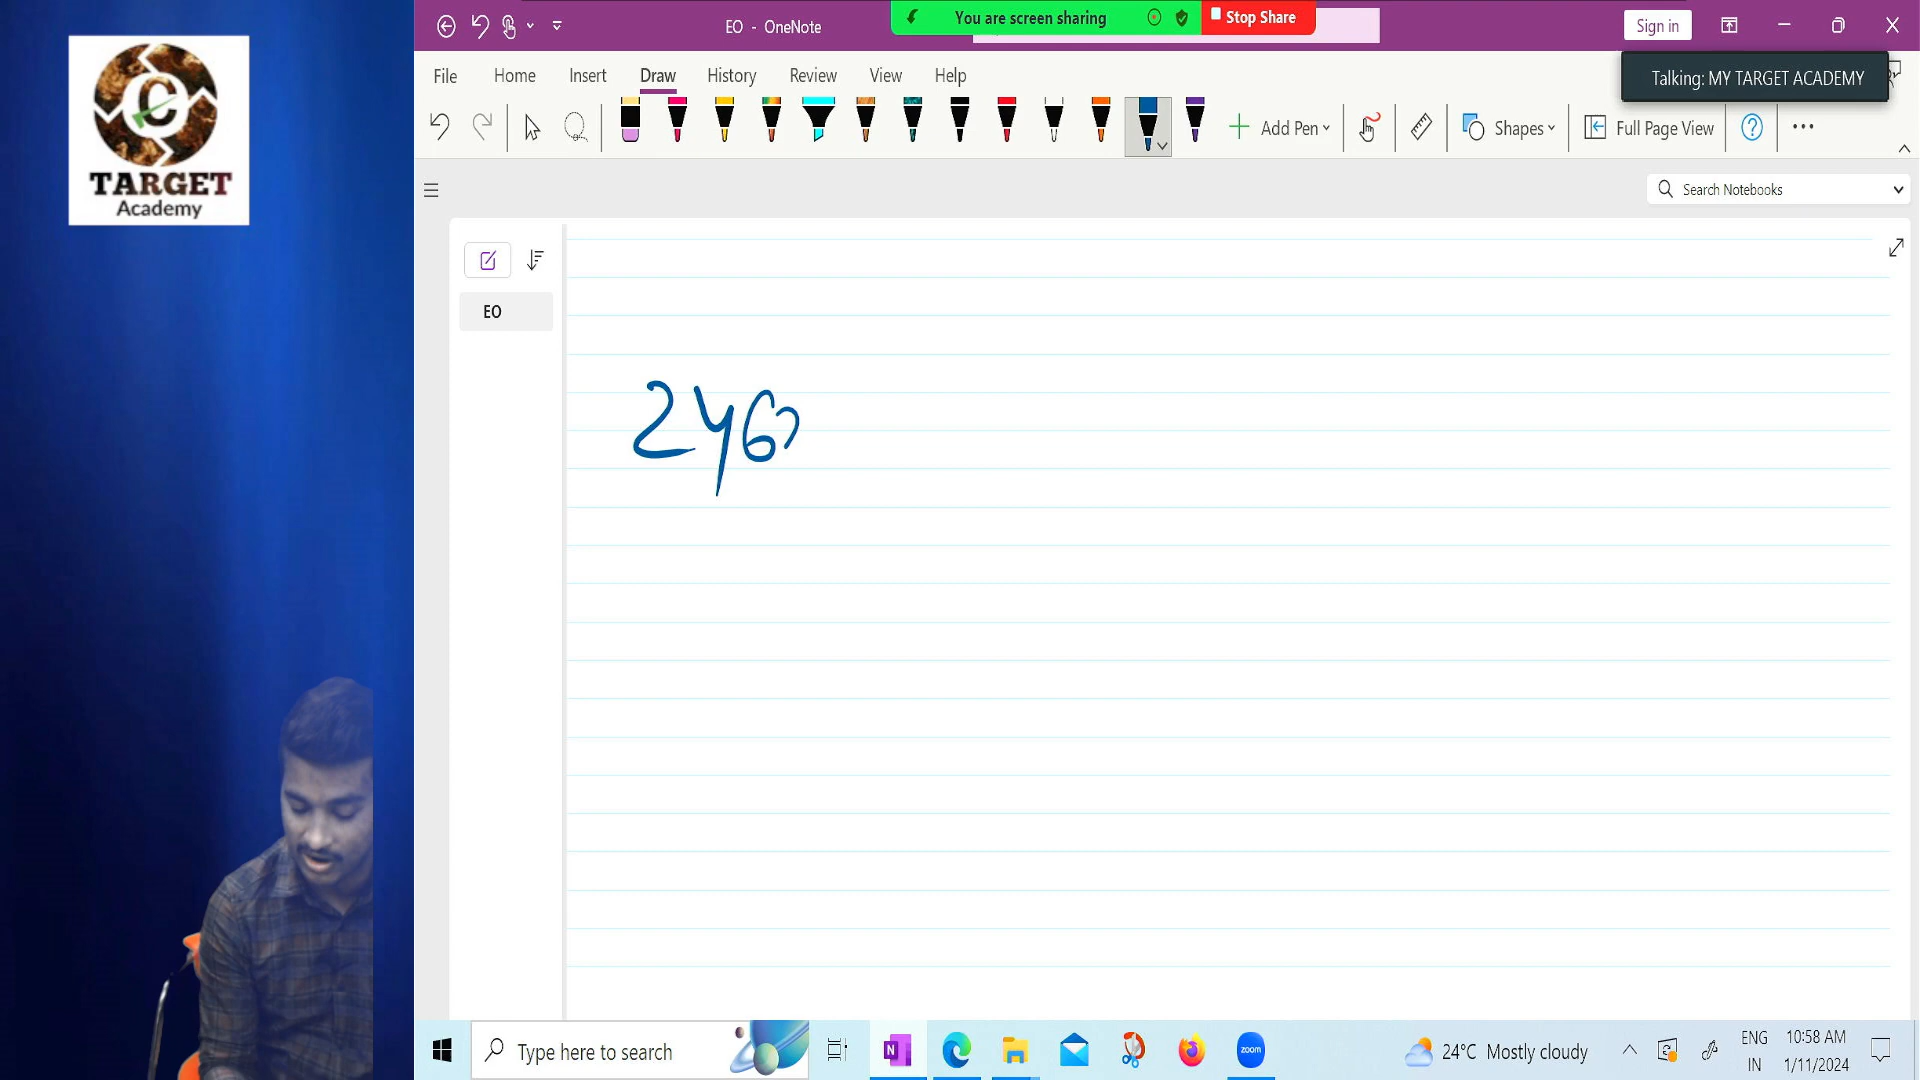 TARGET
Academy
EO - OneNote
You are screen sharing
Stop Share
Sign in
File Home Insert Draw History Review View Help
Talking: MY TARGET ACADEMY
Add Pen
Shapes
Full Page View
Search Notebooks
EO
246
Type here to search
zoom
24°C Mostly cloudy
ENG
IN
10:58 AM
1/11/2024